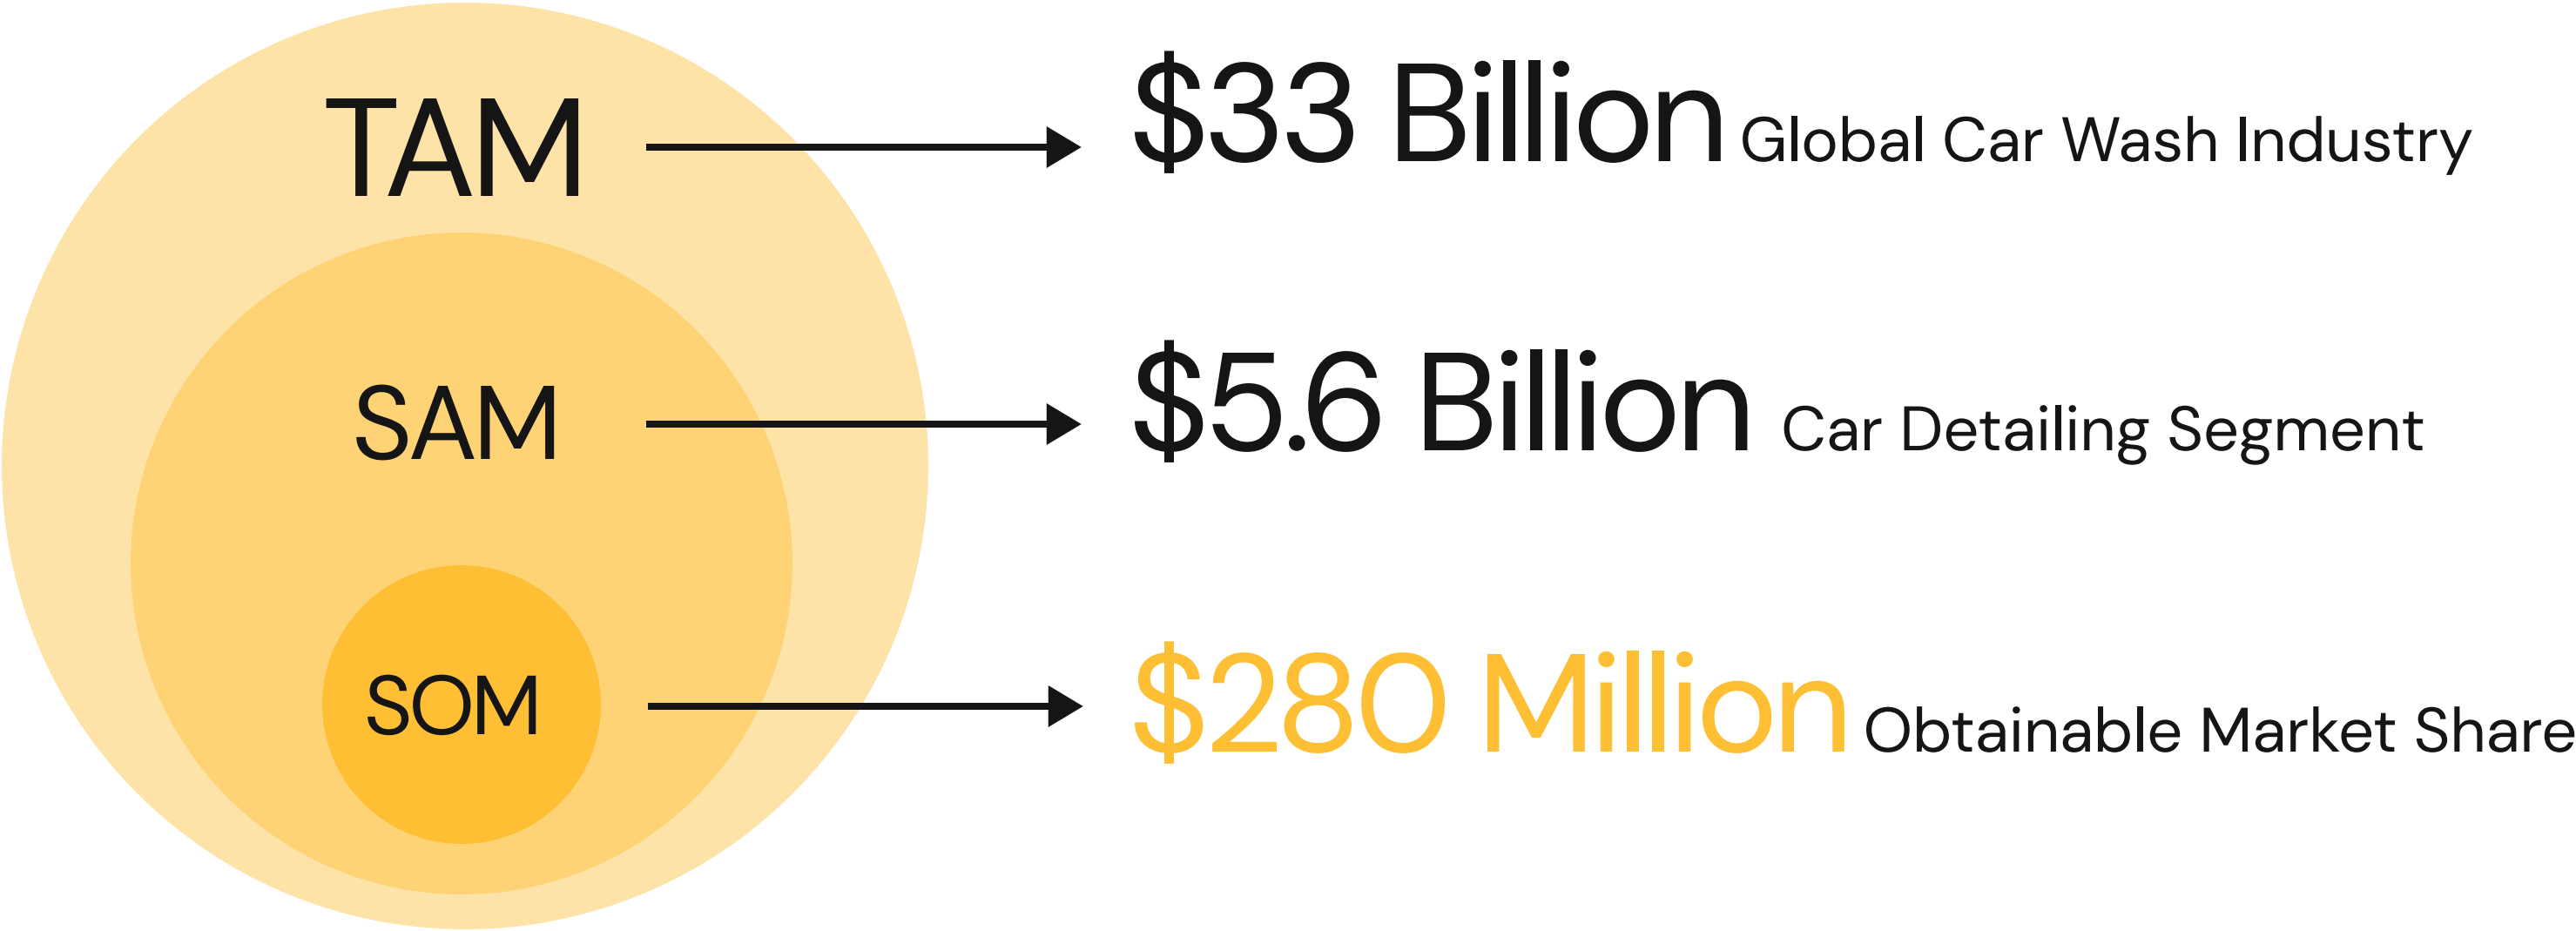 TAM
$33 Billion Global Car Wash Industry
SAM
$5.6 Billion Car Detailing Segment
SOM
$280 Million Obtainable Market Share